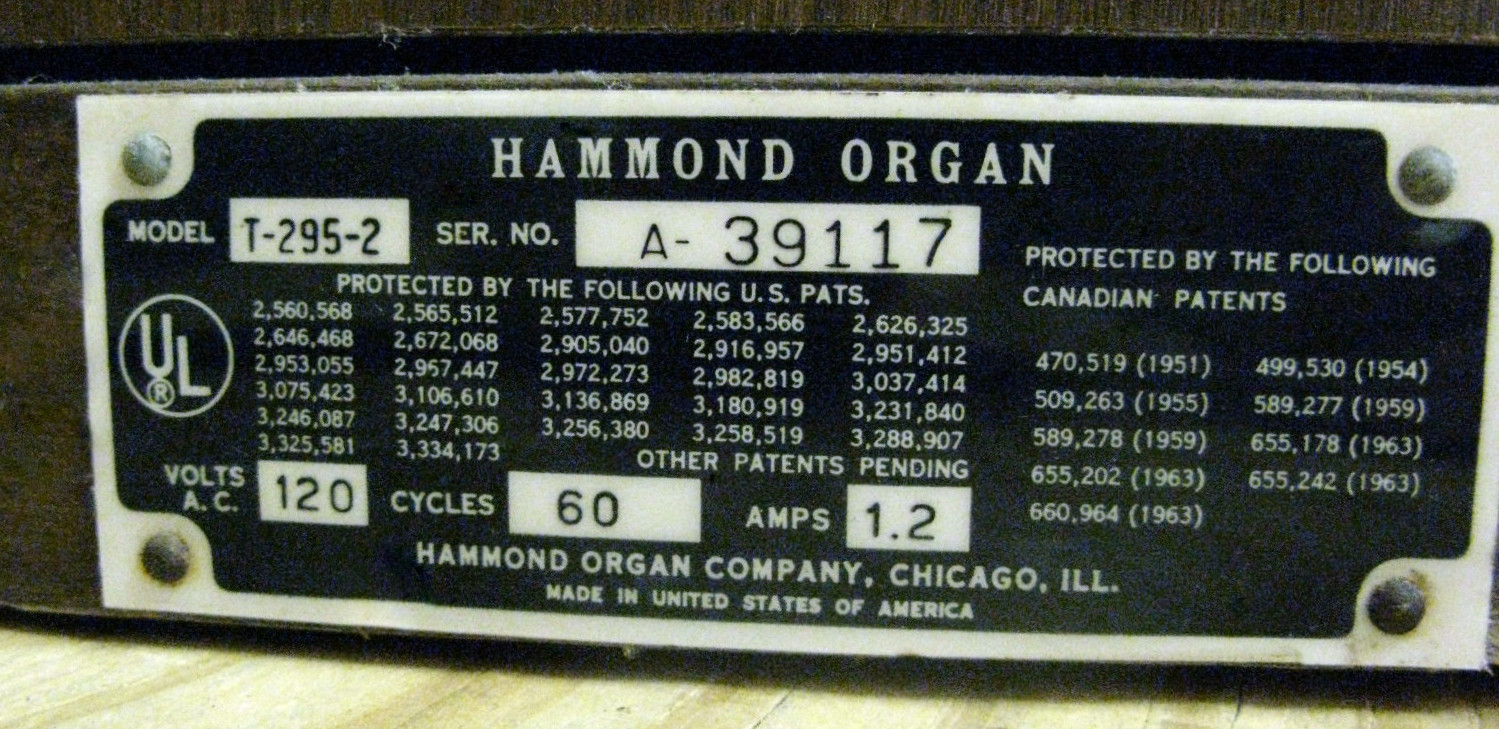 HAMMOND ORGAN
MODEL T-295-2 SER. NO. A- 39117
PROTECTED BY THE FOLLOWING U.S. PATS.
2,560,568 2,565,512 2,577,752 2,583,566 2,626,325
2,646,468 2,672,068 2,905,040 2,916,957 2,951,412
2,953,055 2,957,447 2,972,273 2,982,819 3,037,414
3,075,423 3,106,610 3,136,869 3,180,919 3,231,840
3,246,087 3,247,306 3,256,380 3,258,519 3,288,907
3,325,581 3,334,173
OTHER PATENTS PENDING
UL ®
VOLTS
A.C. 120 CYCLES 60 AMPS 1.2
PROTECTED BY THE FOLLOWING
CANADIAN PATENTS
470,519 (1951) 499,530 (1954)
509,263 (1955) 589,277 (1959)
589,278 (1959) 655,178 (1963)
655,202 (1963) 655,242 (1963)
660,964 (1963)
HAMMOND ORGAN COMPANY, CHICAGO, ILL.
MADE IN UNITED STATES OF AMERICA